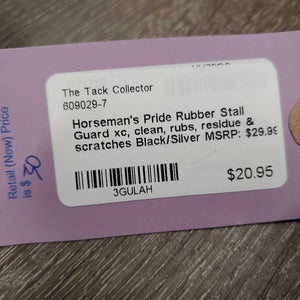 The Tack Collector
609029-7
Horseman's Pride Rubber Stall
Guard xc, clean, rubs, residue &
scratches Black/Silver MSRP: $29.99
$20.95
3GULAH
Retail (New) Price
is $ 30